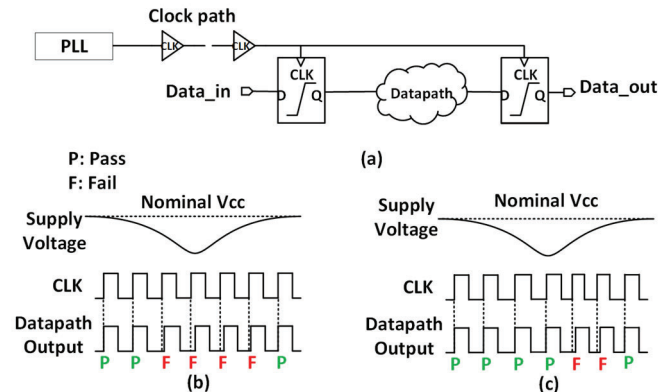 Clock path
PLL
CLK
CLK
CLK
CLK
Data_in
D
Q
Datapath
D
Q
Data_out
(a)
P: Pass
F: Fail
Nominal Vcc
Supply
Voltage
CLK
Datapath
Output
P P F F F F P
(b)
Nominal Vcc
Supply
Voltage
CLK
Datapath
Output
P P P P F F P
(c)